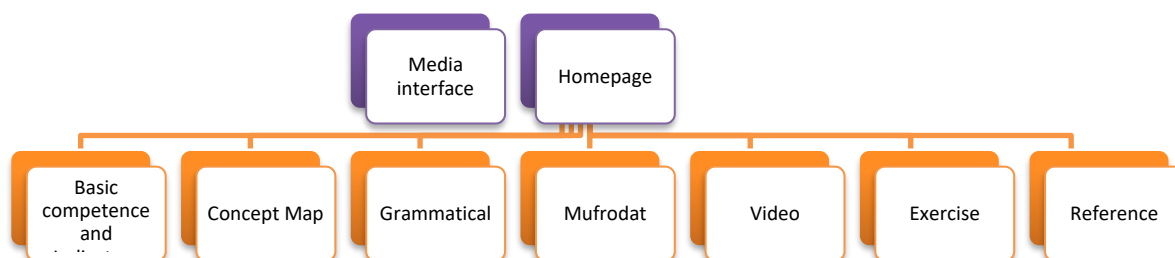 Media
interface
Homepage
Basic
competence
and
Concept Map
Grammatical
Mufrodat
Video
Exercise
Reference